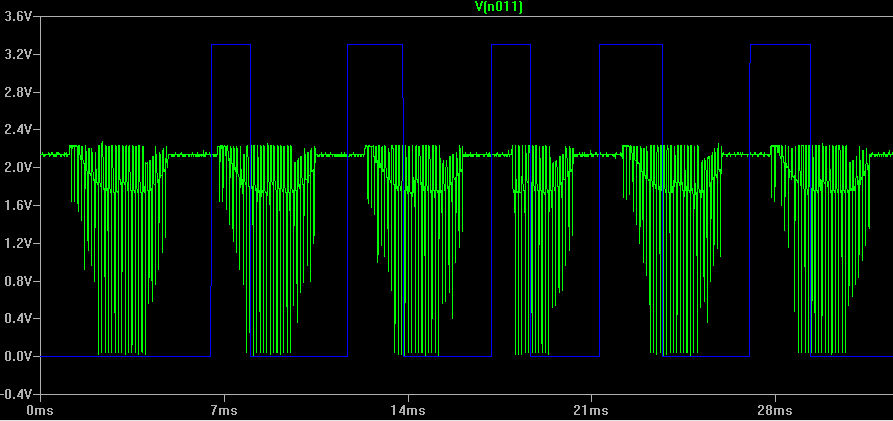 V(n011)
3.6V
3.2V
2.8V
2.4V
2.0V
1.6V
1.2V
0.8V
0.4V
0.0V
-0.4V
0ms 7ms 14ms 21ms 28ms